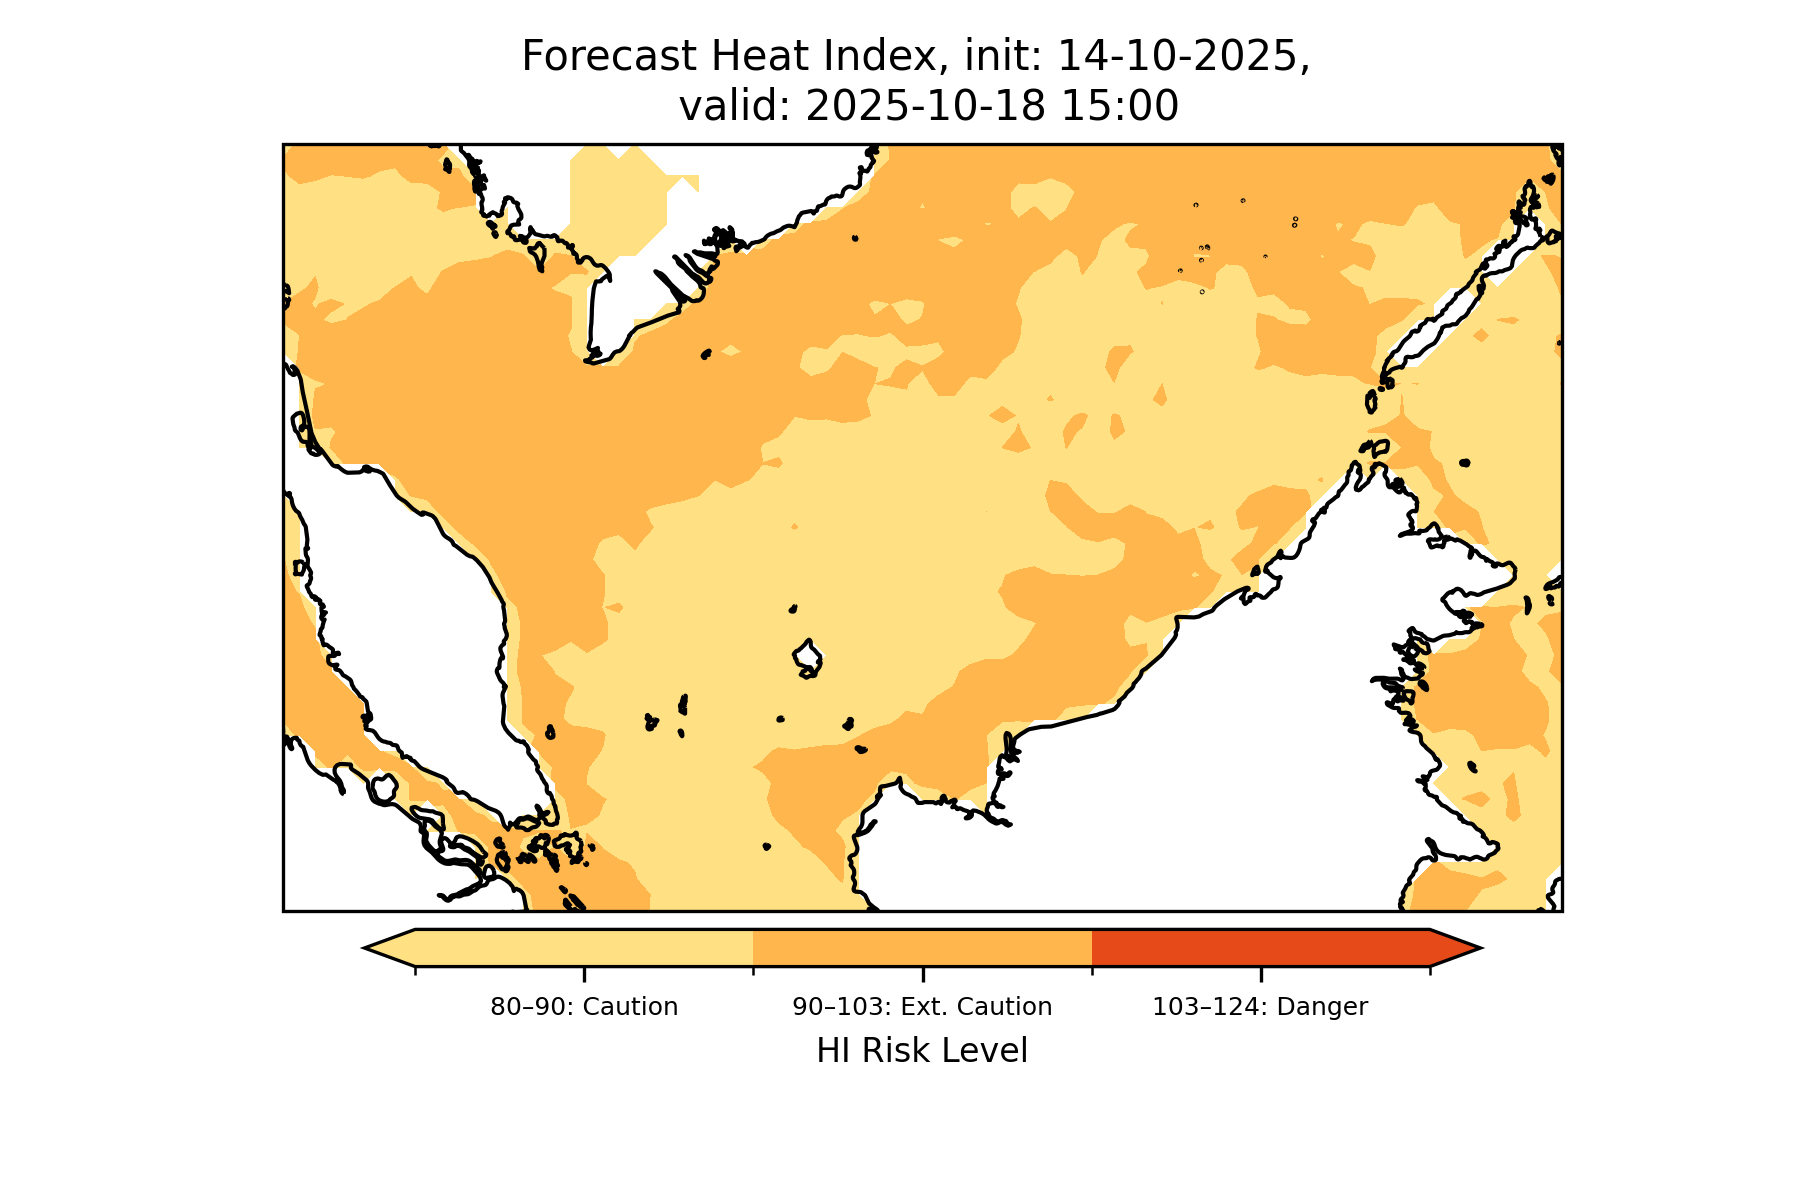 Forecast Heat Index, init: 14-10-2025,
valid: 2025-10-18 15:00
80–90: Caution
90–103: Ext. Caution
103–124: Danger
HI Risk Level